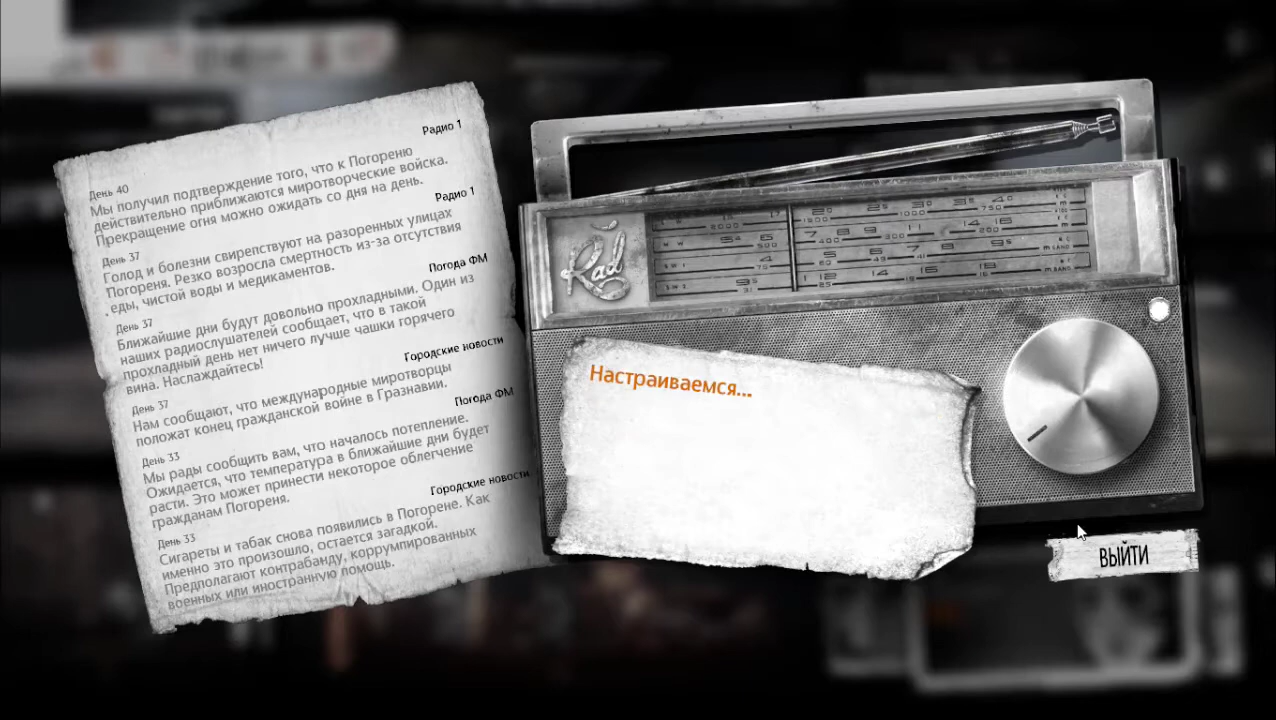 Радио 1
День 40
Мы получил подтверждение того, что к Погореню
действительно приближаются миротворческие войска.
Прекращение огня можно ожидать со дня на день.
Радио 1
День 37
Голод и болезни свирепствуют на разоренных улицах
Погореня. Резко возросла смертность из-за отсутствия
еды, чистой воды и медикаментов.
Погода ФМ
День 37
Ближайшие дни будут довольно прохладными. Один из
наших радиослушателей сообщает, что в такой
прохладный день нет ничего лучше чашки горячего
вина. Наслаждайтесь!
Городские новости
День 37
Нам сообщают, что международные миротворцы
положат конец гражданской войне в Гразнавии.
Погода ФМ
День 33
Мы рады сообщить вам, что началось потепление.
Ожидается, что температура в ближайшие дни будет
расти. Это может принести некоторое облегчение
гражданам Погореня.
Городские новости
День 33
Сигареты и табак снова появились в Погорене. Как
именно это произошло, остается загадкой.
Предполагают контрабанду, коррумпированных
военных или иностранную помощь.
Rad
Настраиваемся...
ВЫЙТИ